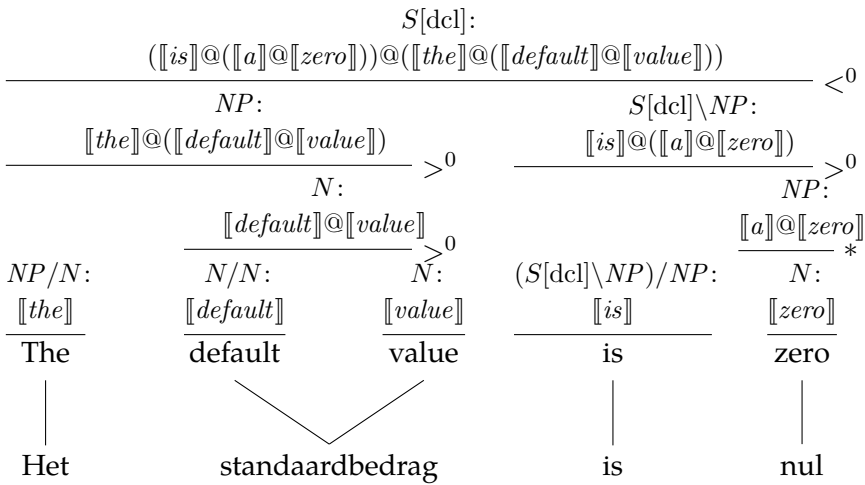 S[dcl]:
(⟦is⟧@(⟦a⟧@⟦zero⟧))@(⟦the⟧@(⟦default⟧@⟦value⟧))
<⁰
NP: S[dcl]\NP:
⟦the⟧@(⟦default⟧@⟦value⟧) ⟦is⟧@(⟦a⟧@⟦zero⟧)
>⁰ >⁰
N: NP:
⟦default⟧@⟦value⟧ ⟦a⟧@⟦zero⟧
>⁰ *
NP/N: N/N: N: (S[dcl]\NP)/NP: N:
⟦the⟧ ⟦default⟧ ⟦value⟧ ⟦is⟧ ⟦zero⟧
The default value is zero
Het standaardbedrag is nul